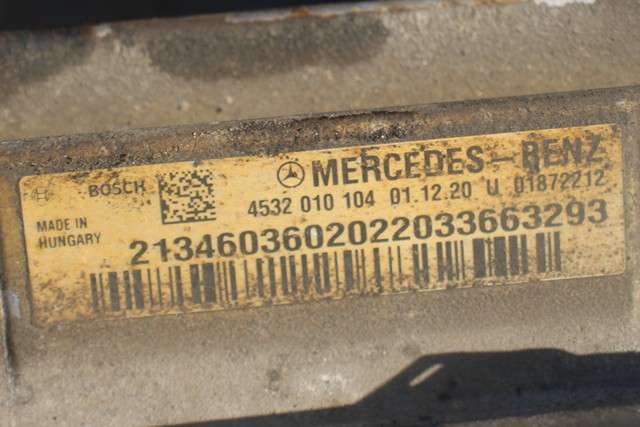 BOSCH MERCEDES-BENZ
4532 010 104 01.12.20 U 01872212
MADE IN
HUNGARY
2134603602022033663293